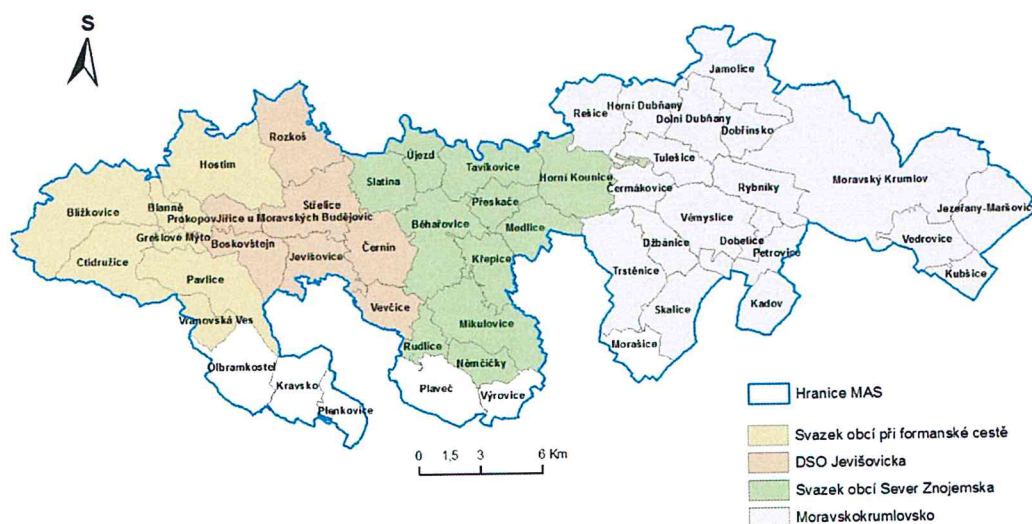 S
Jamolice
Rešice
Horní Dubňany
Dolní Dubňany
Dobřínsko
Rozkoš
Hostim
Újezd
Tavíkovice
Horní Kounice
Tulešice
Slatina
Čermákovice
Rybníky
Moravský Krumlov
Přeskače
Střelice
Blížkovice
Blanné
Prokopov
Jiřice u Moravských Budějovic
Běhařovice
Medlice
Vémyslice
Jezeřany-Maršovic
Grešlové Mýto
Boskovštejn
Černín
Džbánice
Dobelice
Petrovice
Vedrovice
Ctidružice
Jevišovice
Křepice
Trstěnice
Kubšice
Pavlice
Vevčice
Skalice
Kadov
Vranovská Ves
Mikulovice
Rudlice
Morašice
Olbramkostel
Němčičky
Kravsko
Plaveč
Výrovice
Plenkovice
Hranice MAS
Svazek obcí při formanské cestě
0 1,5 3 6 Km
DSO Jevišovicka
Svazek obcí Sever Znojemska
Moravskokrumlovsko